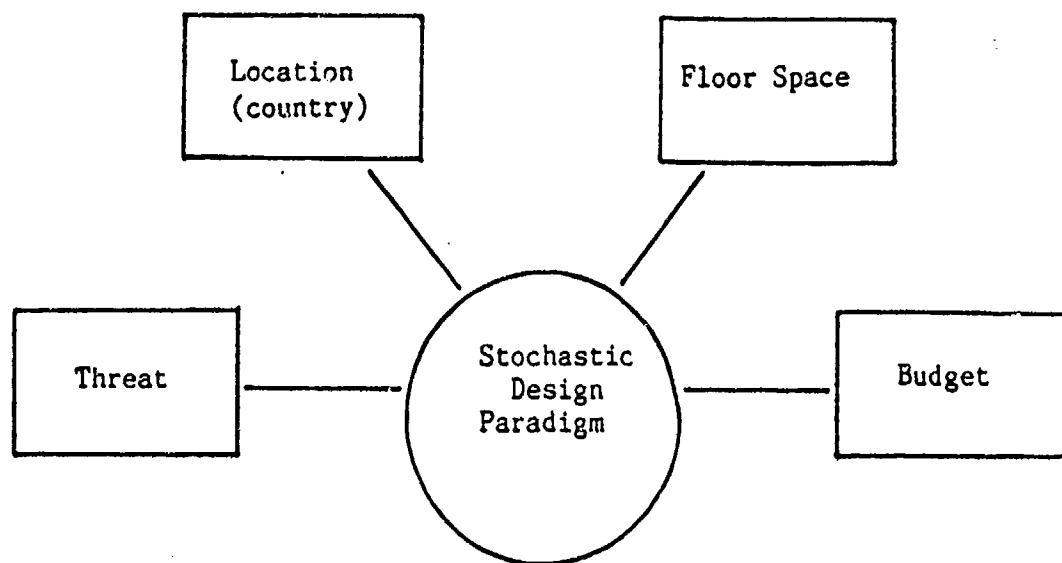 Location
(country)
Floor Space
Threat
Stochastic
Design
Paradigm
Budget